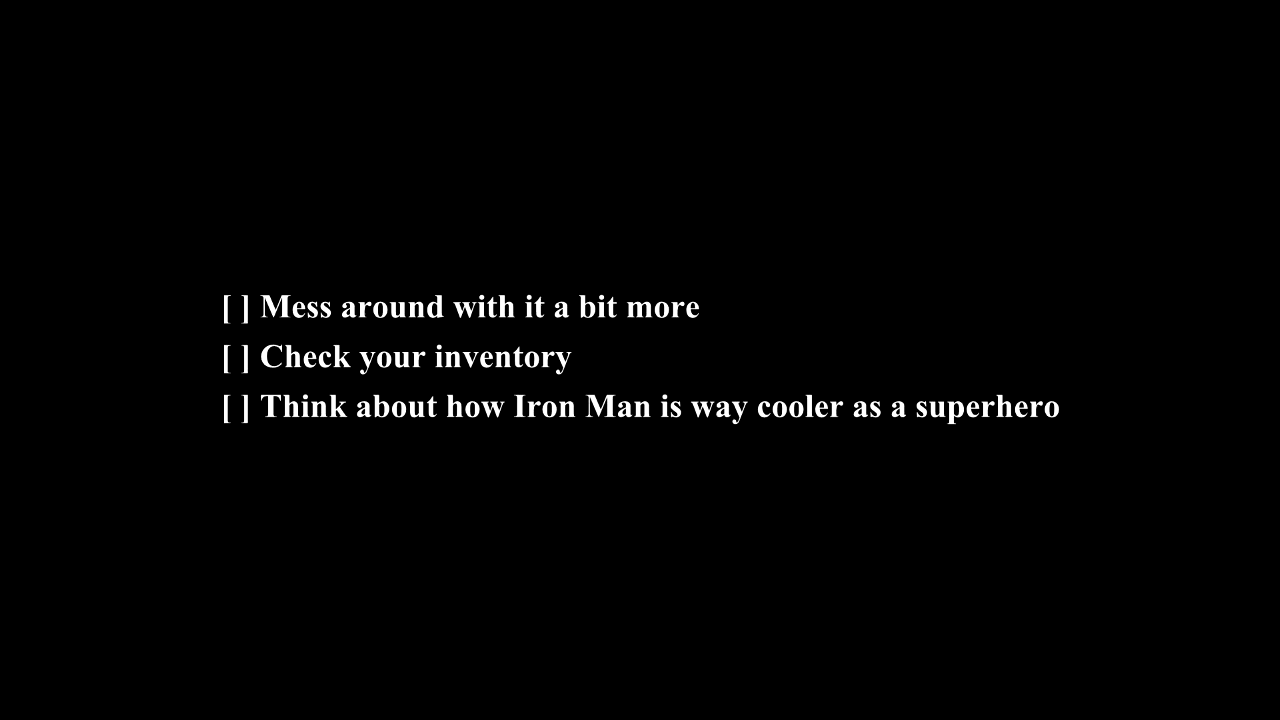 [ ] Mess around with it a bit more
[ ] Check your inventory
[ ] Think about how Iron Man is way cooler as a superhero